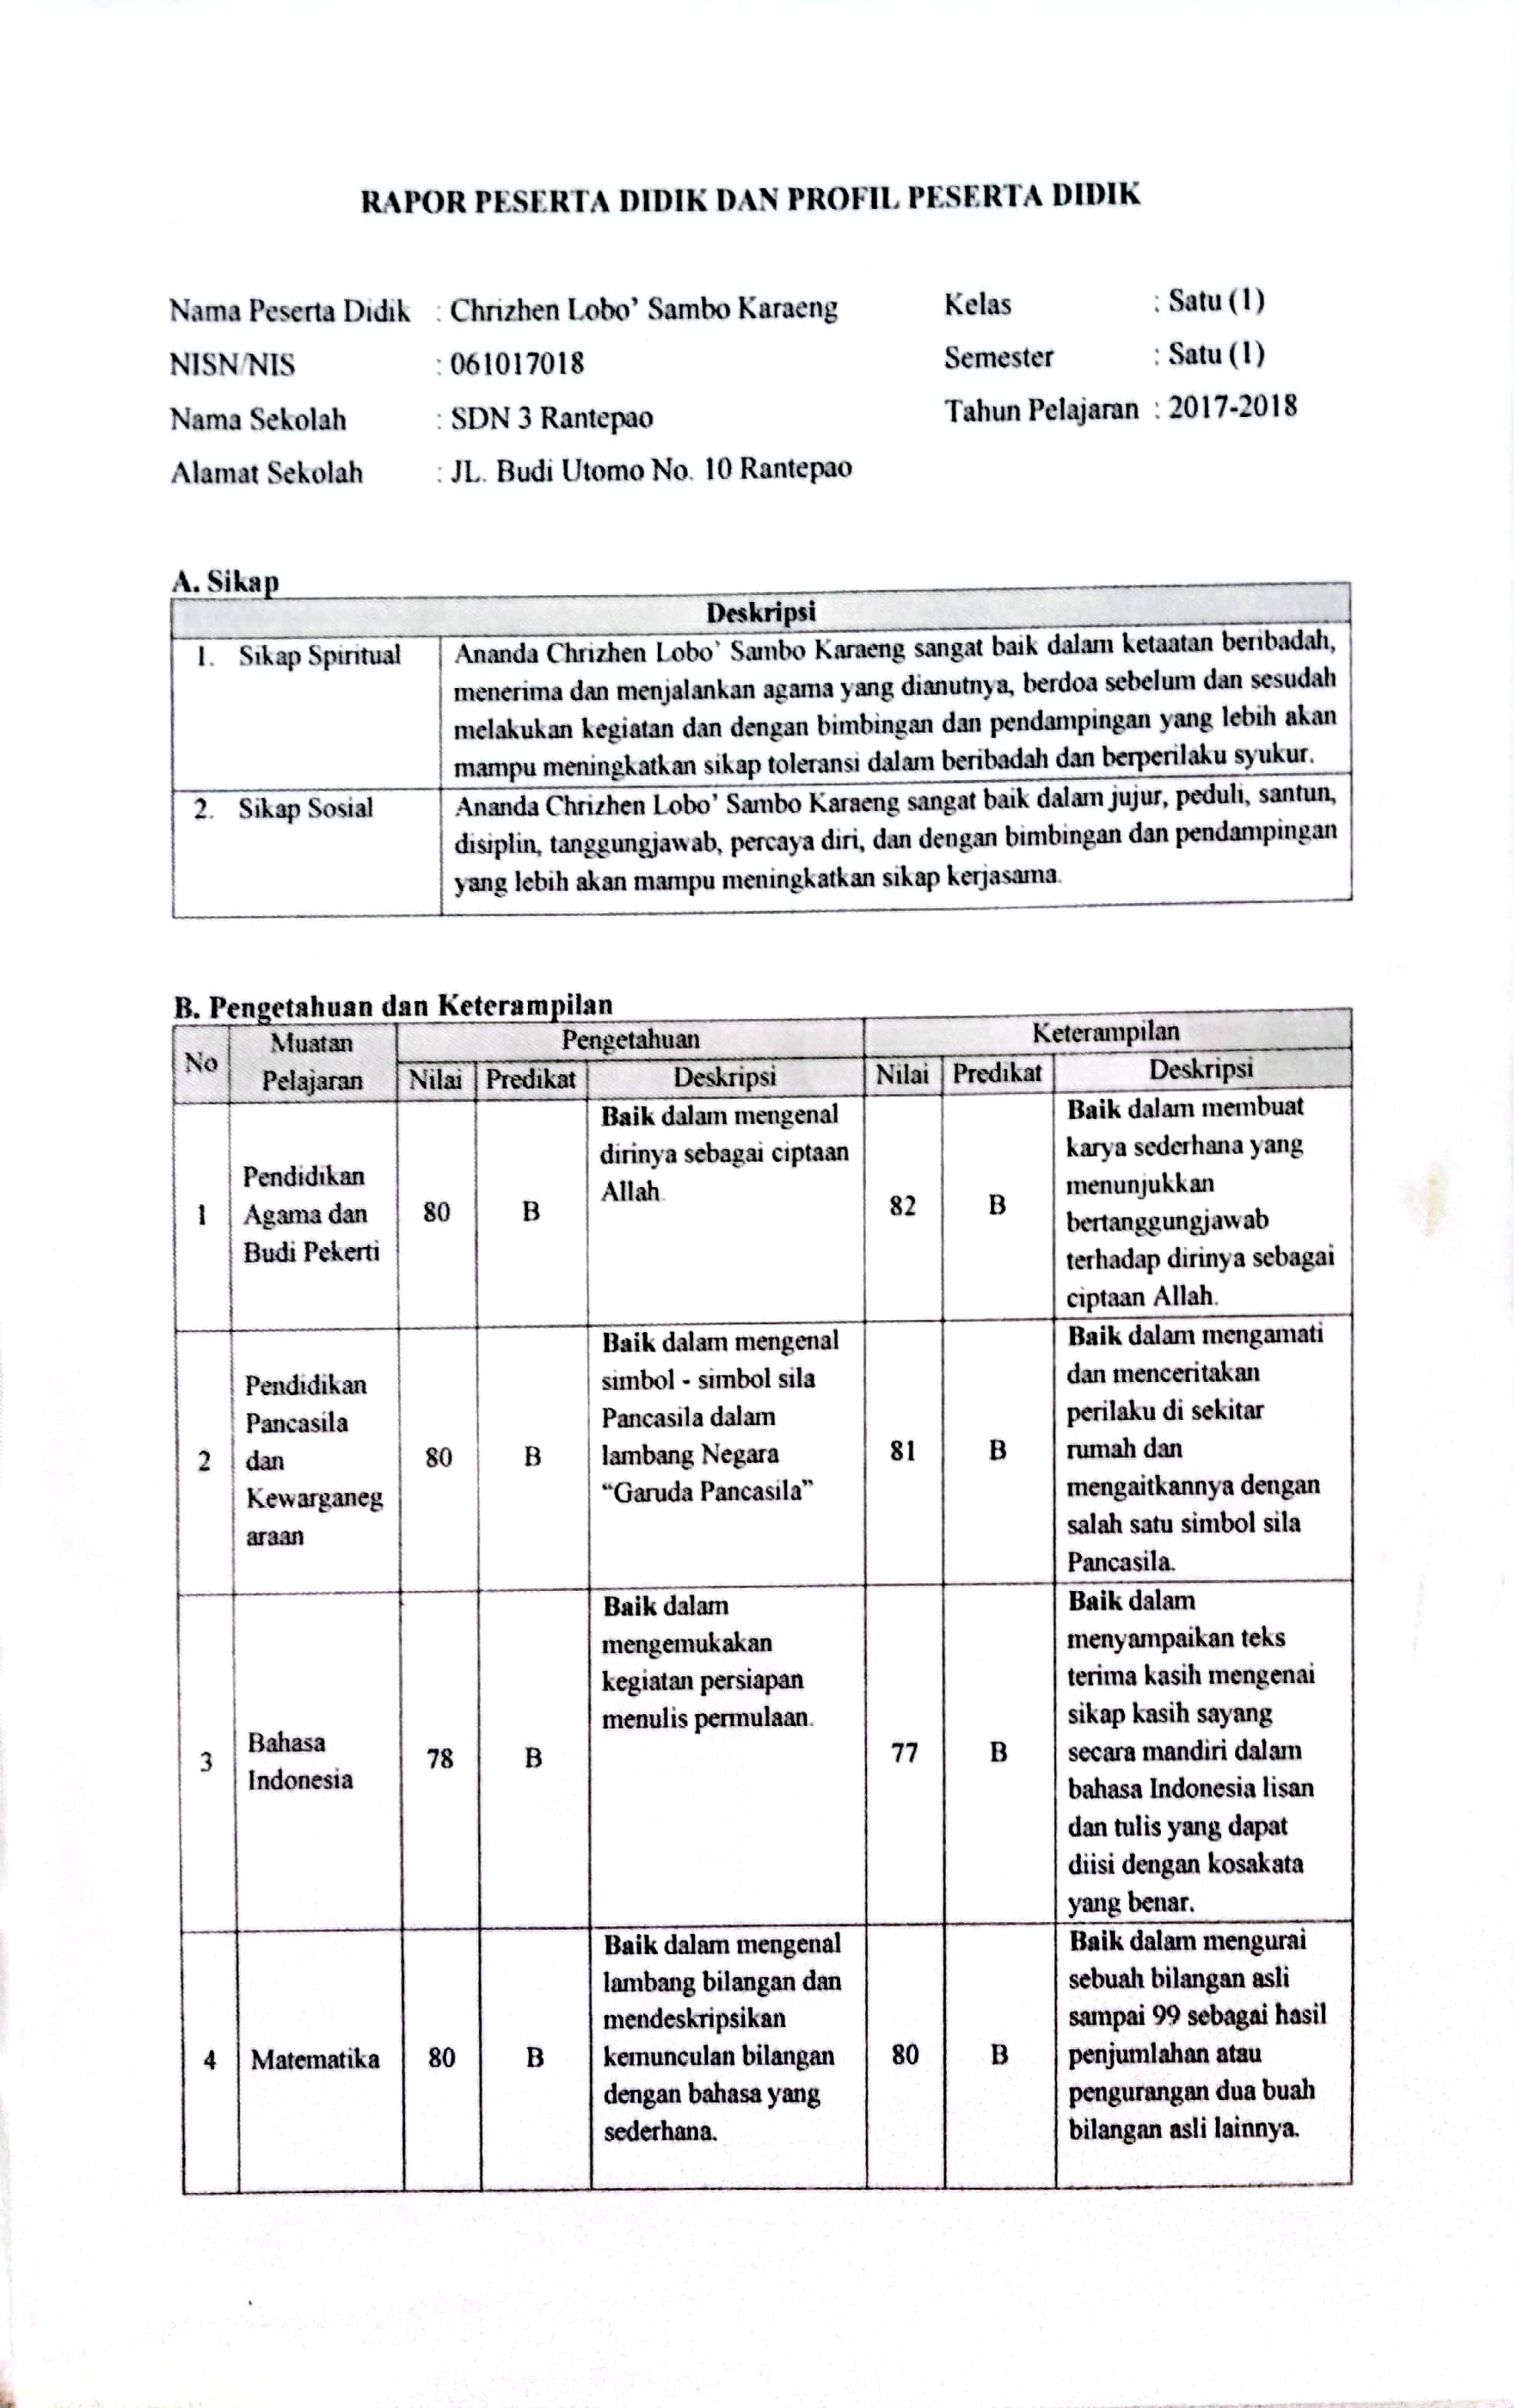 RAPOR PESERTA DIDIK DAN PROFIL PESERTA DIDIK
Nama Peserta Didik : Chrizhen Lobo’ Sambo Karaeng
Kelas : Satu (1)
NISN/NIS : 061017018
Semester : Satu (1)
Nama Sekolah : SDN 3 Rantepao
Tahun Pelajaran : 2017-2018
Alamat Sekolah : JL. Budi Utomo No. 10 Rantepao
A. Sikap
Deskripsi
1. Sikap Spiritual
Ananda Chrizhen Lobo` Sambo Karaeng sangat baik dalam ketaatan beribadah,
menerima dan menjalankan agama yang dianutnya, berdoa sebelum dan sesudah
melakukan kegiatan dan dengan bimbingan dan pendampingan yang lebih akan
mampu meningkatkan sikap toleransi dalam beribadah dan berperilaku syukur.
2. Sikap Sosial
Ananda Chrizhen Lobo’ Sambo Karaeng sangat baik dalam jujur, peduli, santun,
disiplin, tanggungjawab, percaya diri, dan dengan bimbingan dan pendampingan
yang lebih akan mampu meningkatkan sikap kerjasama.
B. Pengetahuan dan Keterampilan
No
Muatan
Pelajaran
Pengetahuan
Keterampilan
Nilai Predikat Deskripsi Nilai Predikat Deskripsi
1
Pendidikan
Agama dan
Budi Pekerti
80
B
Baik dalam mengenal
dirinya sebagai ciptaan
Allah.
82
B
Baik dalam membuat
karya sederhana yang
menunjukkan
bertanggungjawab
terhadap dirinya sebagai
ciptaan Allah.
2
Pendidikan
Pancasila
dan
Kewarganeg
araan
80
B
Baik dalam mengenal
simbol - simbol sila
Pancasila dalam
lambang Negara
“Garuda Pancasila”
81
B
Baik dalam mengamati
dan menceritakan
perilaku di sekitar
rumah dan
mengaitkannya dengan
salah satu simbol sila
Pancasila.
3
Bahasa
Indonesia
78
B
Baik dalam
mengemukakan
kegiatan persiapan
menulis permulaan.
77
B
Baik dalam
menyampaikan teks
terima kasih mengenai
sikap kasih sayang
secara mandiri dalam
bahasa Indonesia lisan
dan tulis yang dapat
diisi dengan kosakata
yang benar.
4
Matematika
80
B
Baik dalam mengenal
lambang bilangan dan
mendeskripsikan
kemunculan bilangan
dengan bahasa yang
sederhana.
80
B
Baik dalam mengurai
sebuah bilangan asli
sampai 99 sebagai hasil
penjumlahan atau
pengurangan dua buah
bilangan asli lainnya.